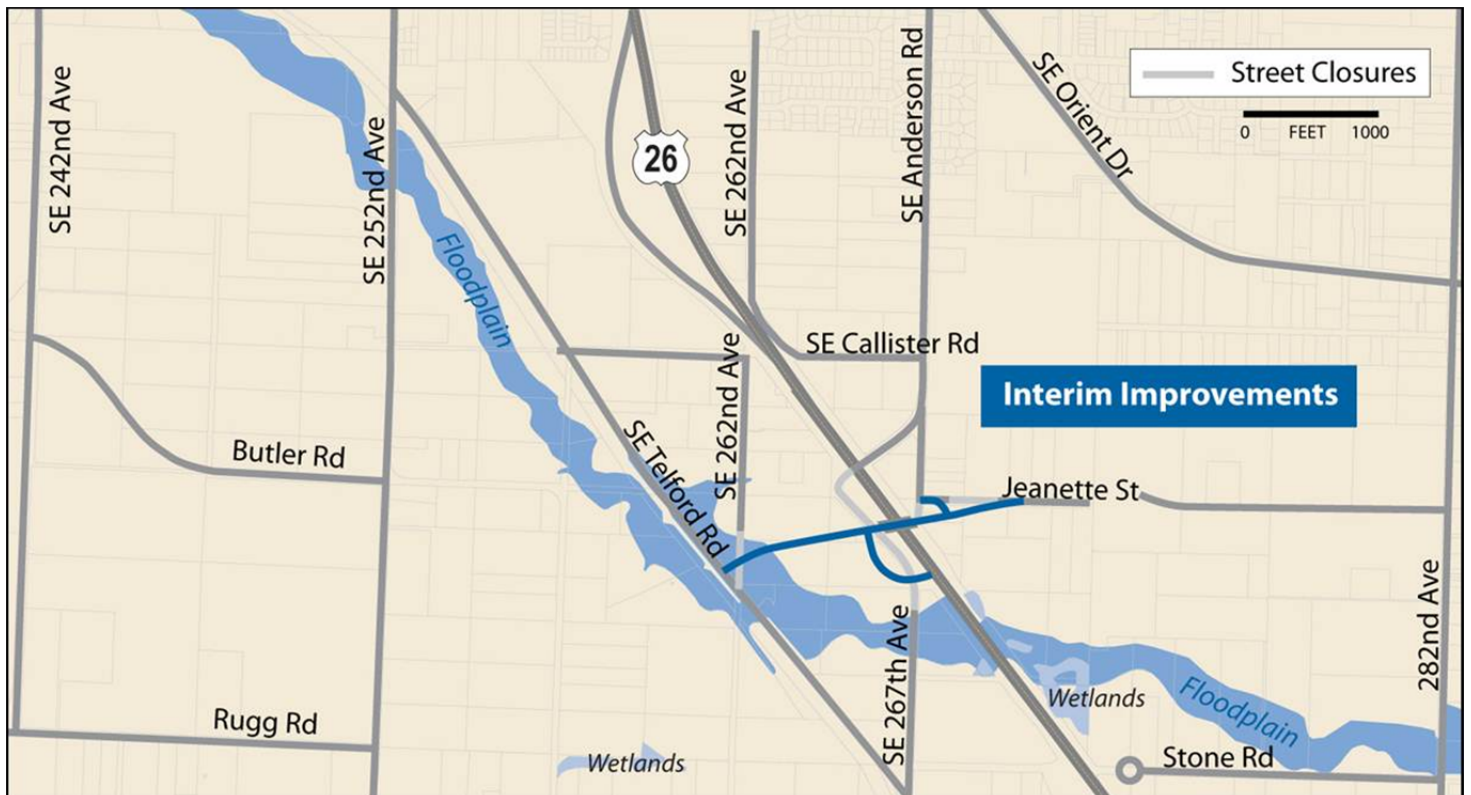 SE 242nd Ave
SE 252nd Ave
26
SE 262nd Ave
SE Anderson Rd
SE Orient Dr
Street Closures
0 FEET 1000
Floodplain
SE Callister Rd
SE 262nd Ave
Interim Improvements
Butler Rd
SE Telford Rd
Jeanette St
SE 267th Ave
282nd Ave
Wetlands
Floodplain
Rugg Rd
Wetlands
Stone Rd